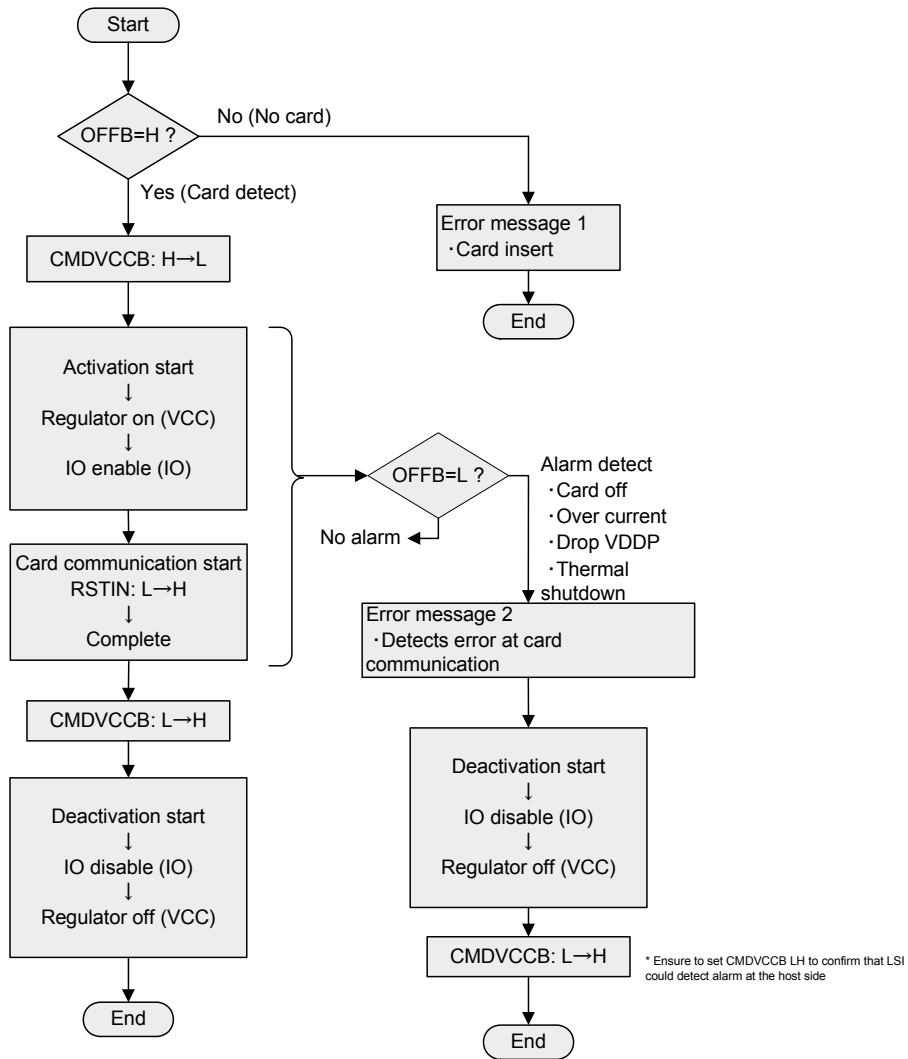 Start
OFFB=H ?
No (No card)
Yes (Card detect)
Error message 1
・Card insert
End
CMDVCCB: H→L
Activation start
↓
Regulator on (VCC)
↓
IO enable (IO)
Card communication start
RSTIN: L→H
↓
Complete
CMDVCCB: L→H
Deactivation start
↓
IO disable (IO)
↓
Regulator off (VCC)
End
OFFB=L ?
No alarm
Alarm detect
・Card off
・Over current
・Drop VDDP
・Thermal
shutdown
Error message 2
・Detects error at card
communication
Deactivation start
↓
IO disable (IO)
↓
Regulator off (VCC)
CMDVCCB: L→H
* Ensure to set CMDVCCB LH to confirm that LSI
could detect alarm at the host side
End